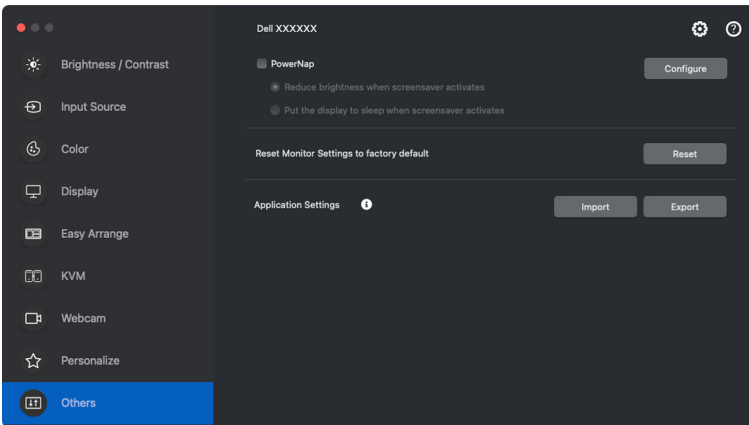 Dell XXXXXX
Brightness / Contrast
Input Source
Color
Display
Easy Arrange
KVM
Webcam
Personalize
Others
PowerNap
Configure
Reduce brightness when screensaver activates
Put the display to sleep when screensaver activates
Reset Monitor Settings to factory default
Reset
Application Settings
Import
Export